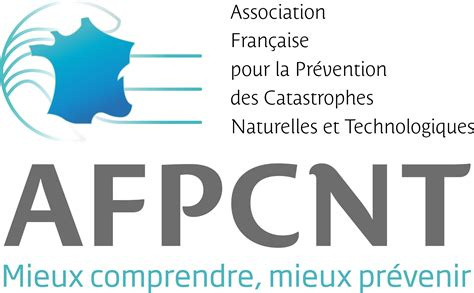 Association
Française
pour la Prévention
des Catastrophes
Naturelles et Technologiques
AFPCNT
Mieux comprendre, mieux prévenir